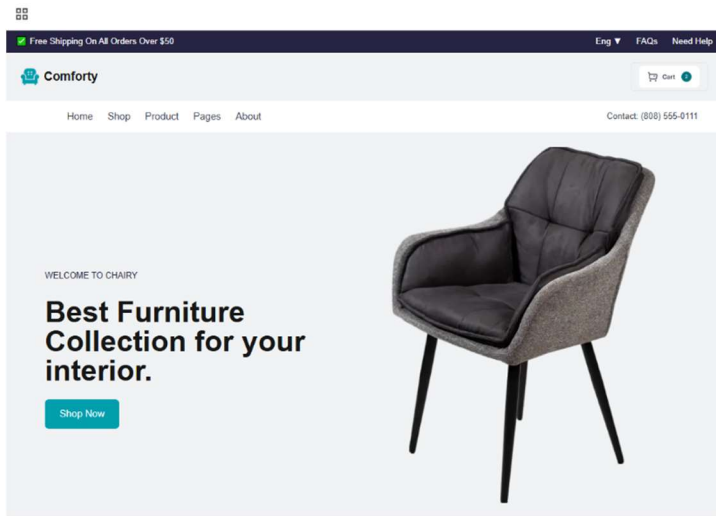 Free Shipping On All Orders Over $50
Eng ▼ FAQs Need Help
Comforty
Cart
Home Shop Product Pages About
Contact: (808) 555-0111
WELCOME TO CHAIRY
Best Furniture
Collection for your
interior.
Shop Now